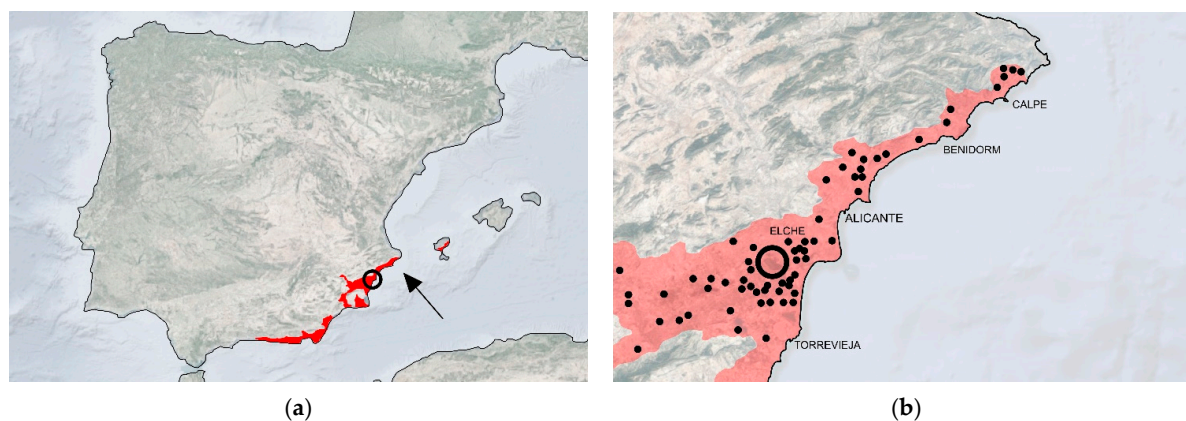 CALPE
BENIDORM
ALICANTE
ELCHE
TORREVIEJA
(a)
(b)